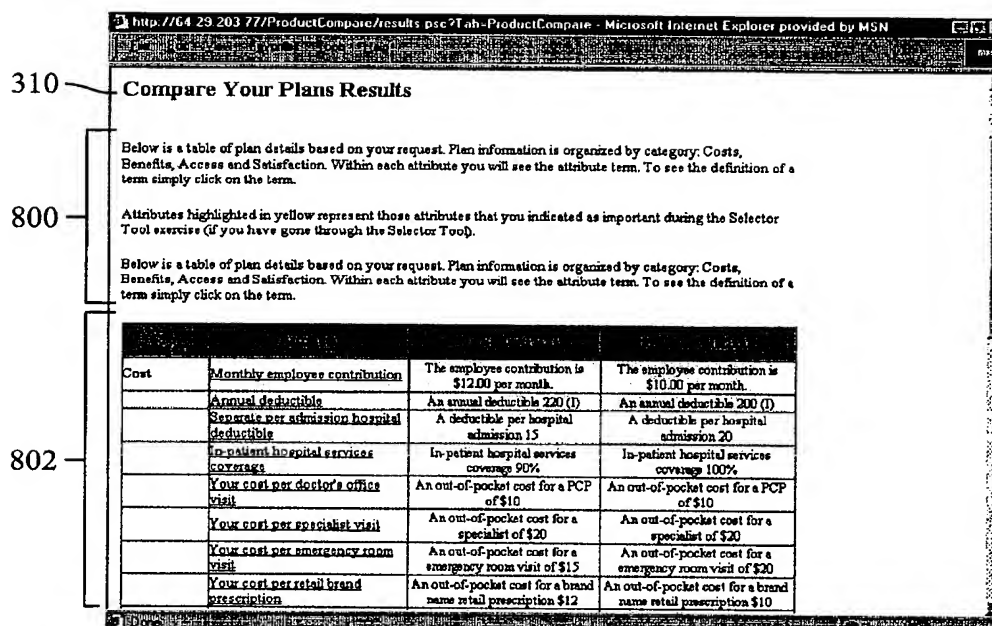 http://64.29.203.77/ProductCompare/results.psc?Tab=ProductCompare - Microsoft Internet Explorer provided by MSN
310
Compare Your Plans Results
800
Below is a table of plan details based on your request. Plan information is organized by category: Costs,
Benefits, Access and Satisfaction. Within each attribute you will see the attribute term. To see the definition of a
term simply click on the term.
Attributes highlighted in yellow represent those attributes that you indicated as important during the Selector
Tool exercise (if you have gone through the Selector Tool).
Below is a table of plan details based on your request. Plan information is organized by category: Costs,
Benefits, Access and Satisfaction. Within each attribute you will see the attribute term. To see the definition of a
term simply click on the term.
802
Cost
Monthly employee contribution
The employee contribution is
$12.00 per month.
The employee contribution is
$10.00 per month.
Annual deductible
An annual deductible 220 (I)
An annual deductible 200 (I)
Separate per admission hospital
deductible
A deductible per hospital
admission 15
A deductible per hospital
admission 20
In-patient hospital services
coverage
In-patient hospital services
coverage 90%
In-patient hospital services
coverage 100%
Your cost per doctor's office
visit
An out-of-pocket cost for a PCP
of $10
An out-of-pocket cost for a PCP
of $10
Your cost per specialist visit
An out-of-pocket cost for a
specialist of $20
An out-of-pocket cost for a
specialist of $20
Your cost per emergency room
visit
An out-of-pocket cost for a
emergency room visit of $15
An out-of-pocket cost for a
emergency room visit of $20
Your cost per retail brand
prescription
An out-of-pocket cost for a brand
name retail prescription $12
An out-of-pocket cost for a brand
name retail prescription $10